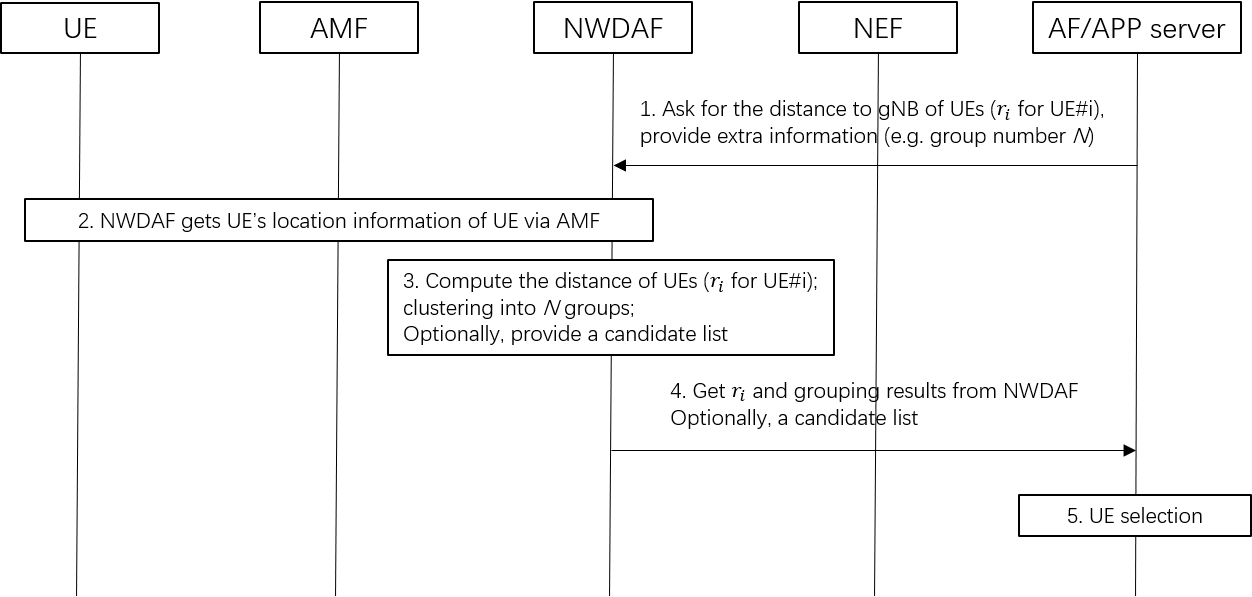 UE
AMF
NWDAF
NEF
AF/APP server
1. Ask for the distance to gNB of UEs (rᵢ for UE#i),
provide extra information (e.g. group number N)
2. NWDAF gets UE’s location information of UE via AMF
3. Compute the distance of UEs (rᵢ for UE#i);
clustering into N groups;
Optionally, provide a candidate list
4. Get rᵢ and grouping results from NWDAF
Optionally, a candidate list
5. UE selection